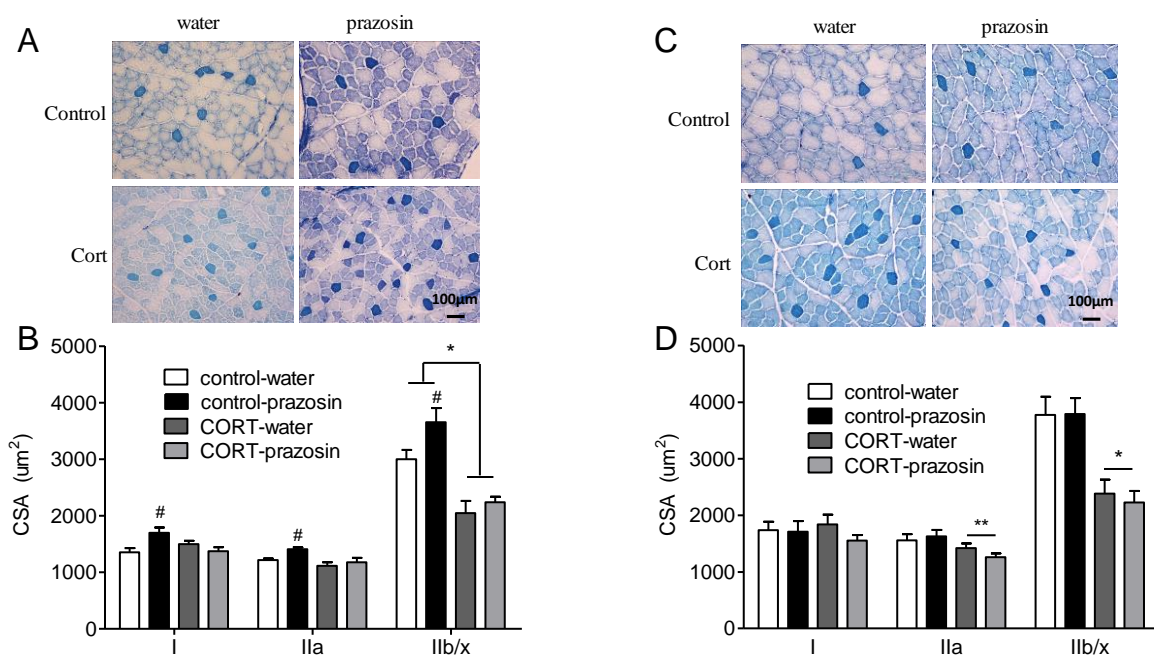 A
water
prazosin
Control
Cort
100μm
B
5000
4000
3000
2000
1000
0
CSA (um²)
control-water
control-prazosin
CORT-water
CORT-prazosin
#
#
#
*
I
IIa
IIb/x
C
water
prazosin
Control
Cort
100μm
D
5000
4000
3000
2000
1000
0
CSA (um²)
control-water
control-prazosin
CORT-water
CORT-prazosin
**
*
I
IIa
IIb/x